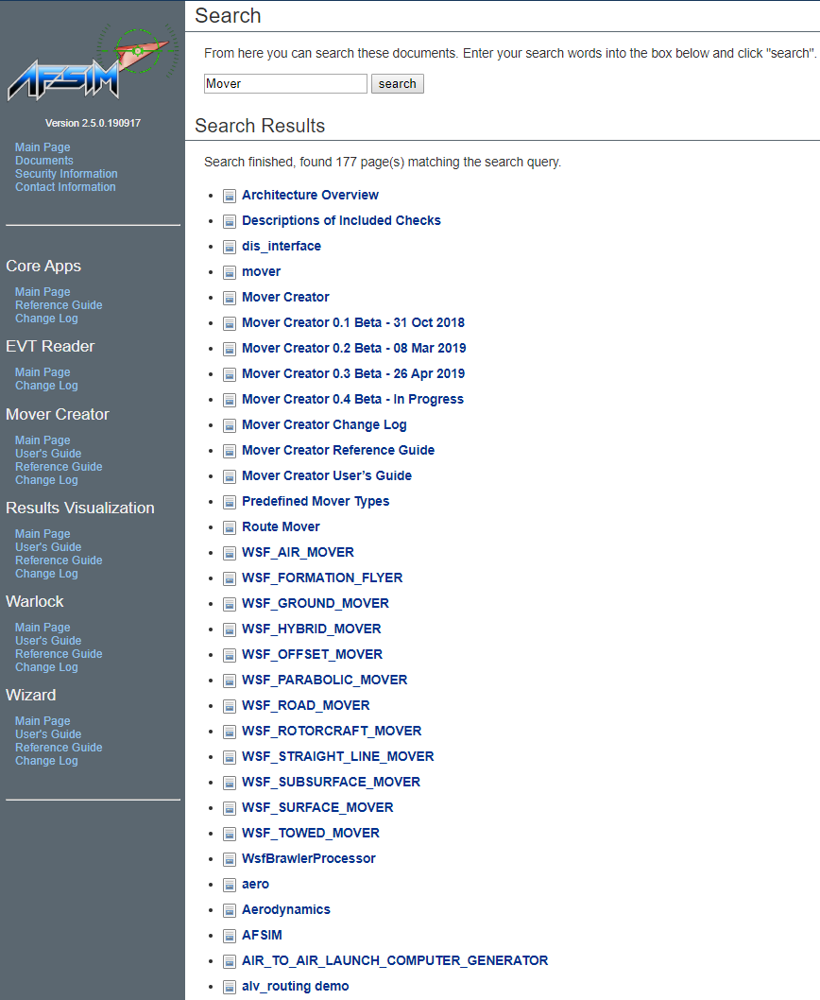 AFSIM
Version 2.5.0.190917
Main Page
Documents
Security Information
Contact Information
Core Apps
Main Page
Reference Guide
Change Log
EVT Reader
Main Page
Change Log
Mover Creator
Main Page
User's Guide
Reference Guide
Change Log
Results Visualization
Main Page
User's Guide
Reference Guide
Change Log
Warlock
Main Page
User's Guide
Reference Guide
Change Log
Wizard
Main Page
User's Guide
Reference Guide
Change Log
Search
From here you can search these documents. Enter your search words into the box below and click "search".
Mover search
Search Results
Search finished, found 177 page(s) matching the search query.
Architecture Overview
Descriptions of Included Checks
dis_interface
mover
Mover Creator
Mover Creator 0.1 Beta - 31 Oct 2018
Mover Creator 0.2 Beta - 08 Mar 2019
Mover Creator 0.3 Beta - 26 Apr 2019
Mover Creator 0.4 Beta - In Progress
Mover Creator Change Log
Mover Creator Reference Guide
Mover Creator User’s Guide
Predefined Mover Types
Route Mover
WSF_AIR_MOVER
WSF_FORMATION_FLYER
WSF_GROUND_MOVER
WSF_HYBRID_MOVER
WSF_OFFSET_MOVER
WSF_PARABOLIC_MOVER
WSF_ROAD_MOVER
WSF_ROTORCRAFT_MOVER
WSF_STRAIGHT_LINE_MOVER
WSF_SUBSURFACE_MOVER
WSF_SURFACE_MOVER
WSF_TOWED_MOVER
WsfBrawlerProcessor
aero
Aerodynamics
AFSIM
AIR_TO_AIR_LAUNCH_COMPUTER_GENERATOR
alv_routing demo